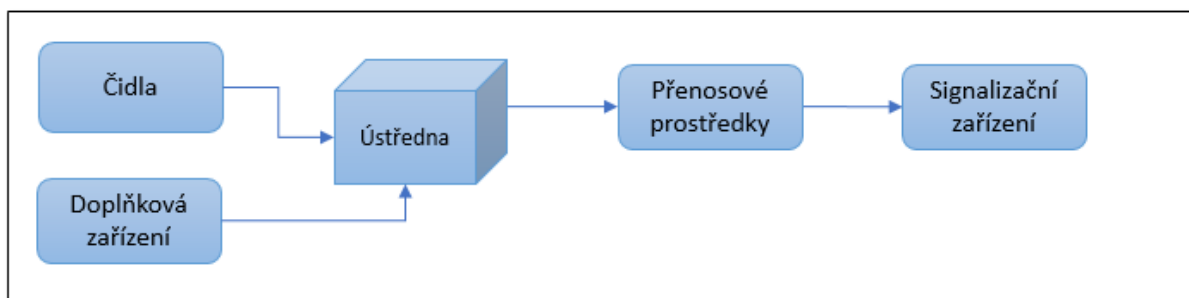 Čidla
Ústředna
Přenosové
prostředky
Signalizační
zařízení
Doplňková
zařízení